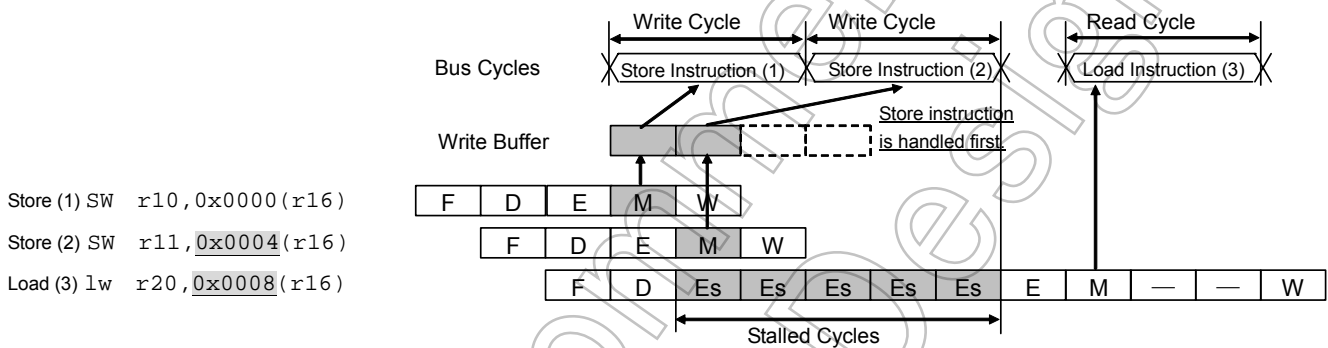 Write Cycle Write Cycle Read Cycle
Bus Cycles Store Instruction (1) Store Instruction (2) Load Instruction (3)
Store instruction
Write Buffer is handled first.
Store (1) SW r10,0x0000(r16) F D E M W
Store (2) SW r11,0x0004(r16) F D E M W
Load (3) lw r20,0x0008(r16) F D Es Es Es Es Es E M — — W
Stalled Cycles